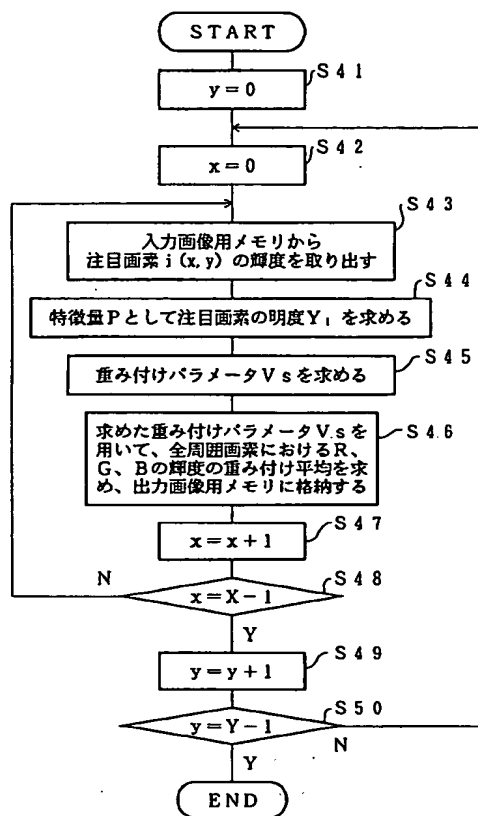 START
S41
y=0
S42
x=0
S43
入力画像用メモリから
注目画素i(x,y)の輝度を取り出す
S44
特徴量Pとして注目画素の明度Yiを求める
S45
重み付けパラメータVsを求める
S46
求めた重み付けパラメータVsを
用いて、全周囲画素におけるR、
G、Bの輝度の重み付け平均を求
め、出力画像用メモリに格納する
S47
x=x+1
S48
N
x=X-1
Y
S49
y=y+1
S50
y=Y-1
N
Y
END